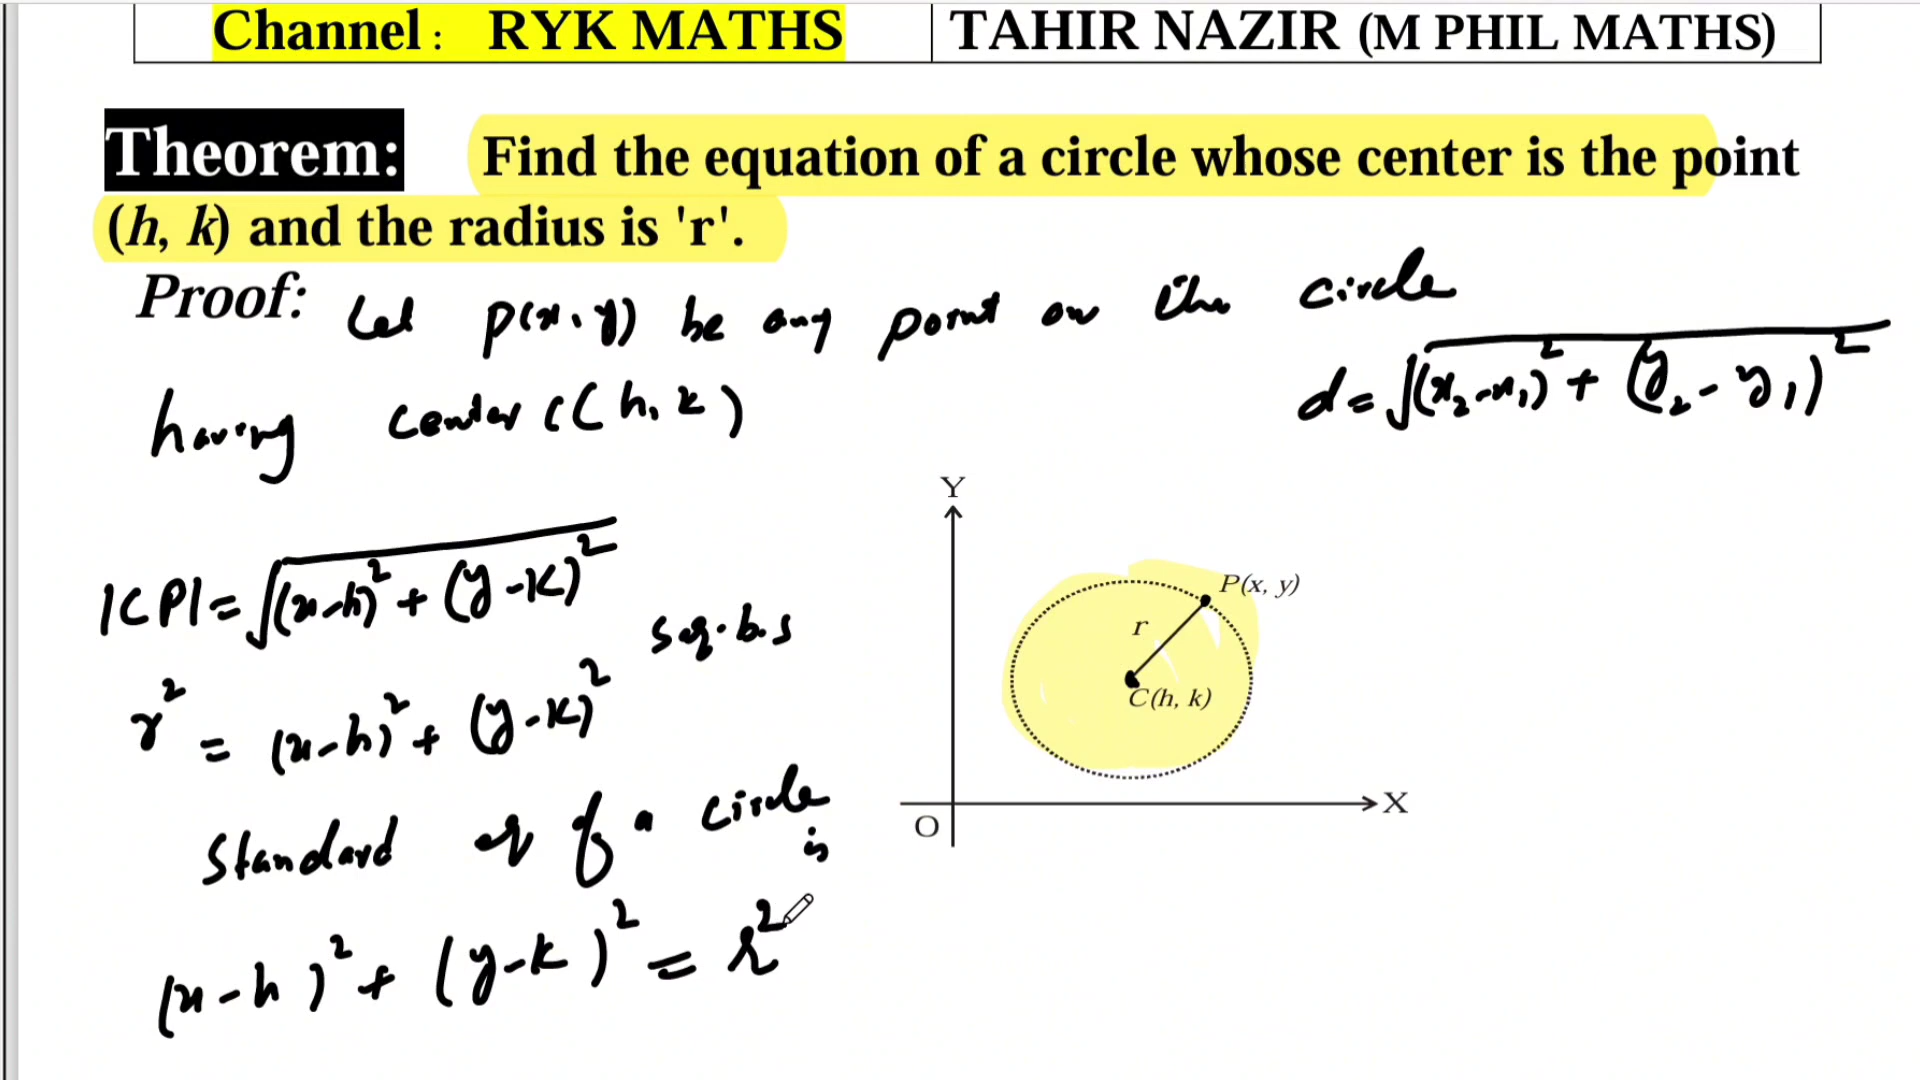 Channel : RYK MATHS TAHIR NAZIR (M PHIL MATHS)
Theorem: Find the equation of a circle whose center is the point
(h, k) and the radius is 'r'.
Proof: Let P(x, y) be any point on the circle
having center C(h, k)
d = √(x₂-x₁)² + (y₂-y₁)²
|CP| = √(x-h)² + (y-k)²
sq. b.s
r² = (x-h)² + (y-k)²
Standard eq of a circle
is
(x-h)² + (y-k)² = r²
Y
P(x, y)
r
C(h, k)
X
O